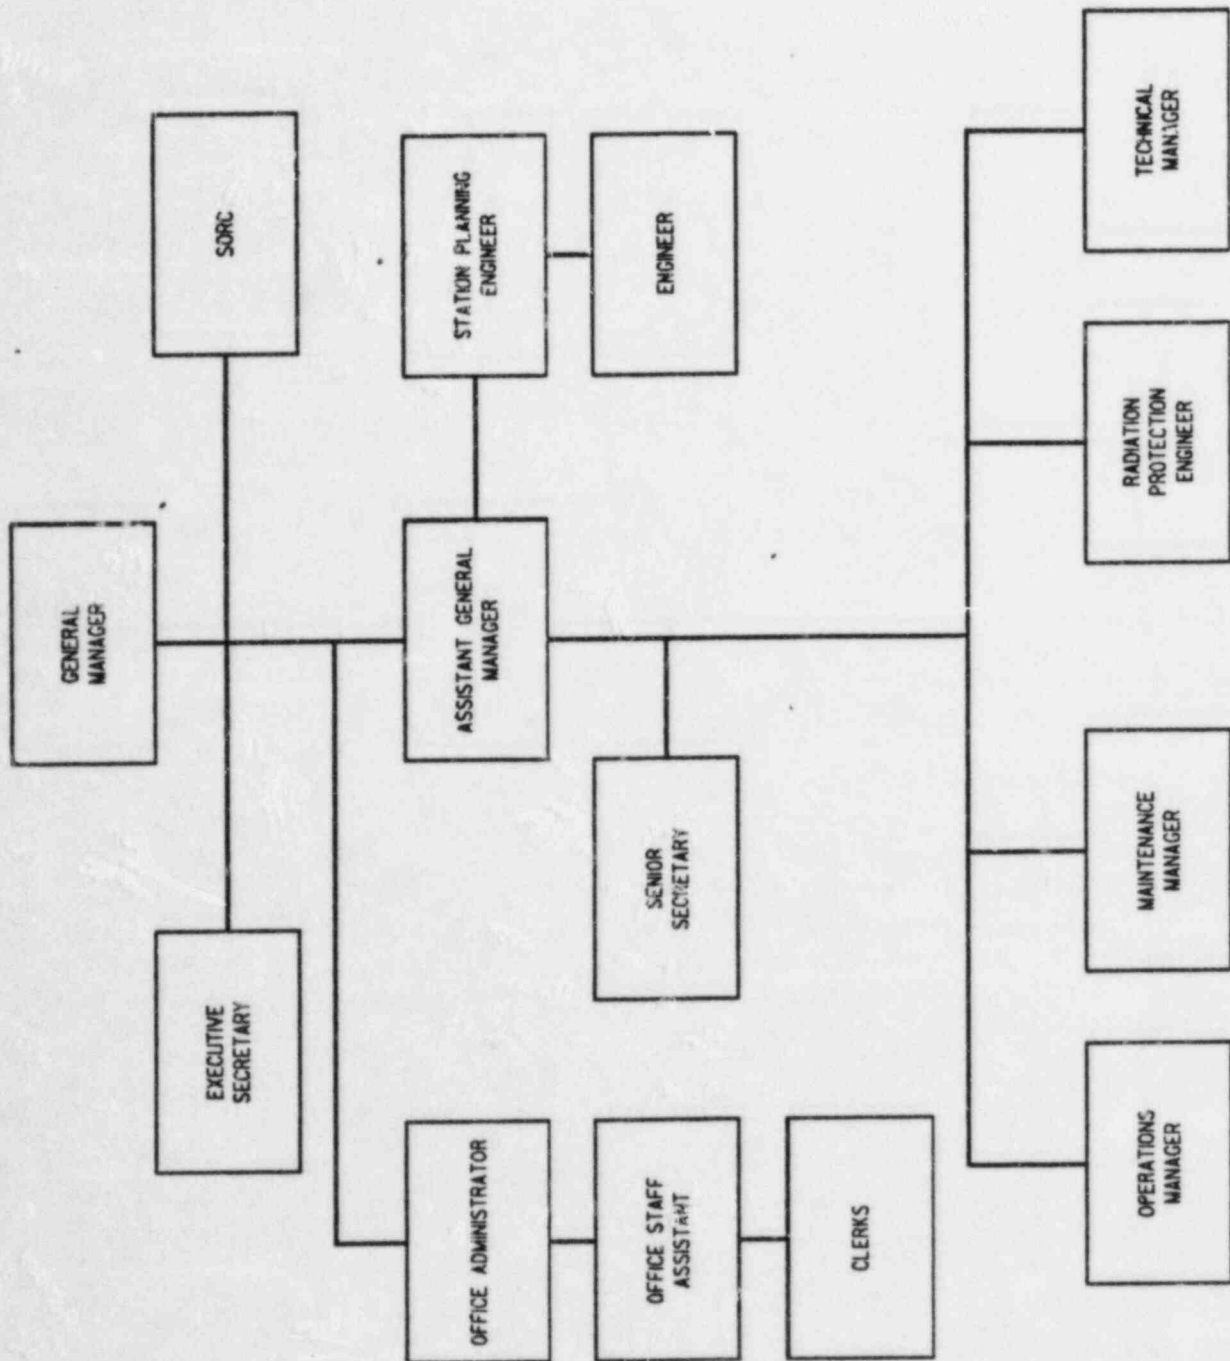 GENERAL
MANAGER
EXECUTIVE
SECRETARY
SORC
OFFICE ADMINISTRATOR
ASSISTANT GENERAL
MANAGER
STATION PLANNING
ENGINEER
OFFICE STAFF
ASSISTANT
SENIOR
SECRETARY
ENGINEER
CLERKS
OPERATIONS
MANAGER
MAINTENANCE
MANAGER
RADIATION
PROTECTION
ENGINEER
TECHNICAL
MANAGER